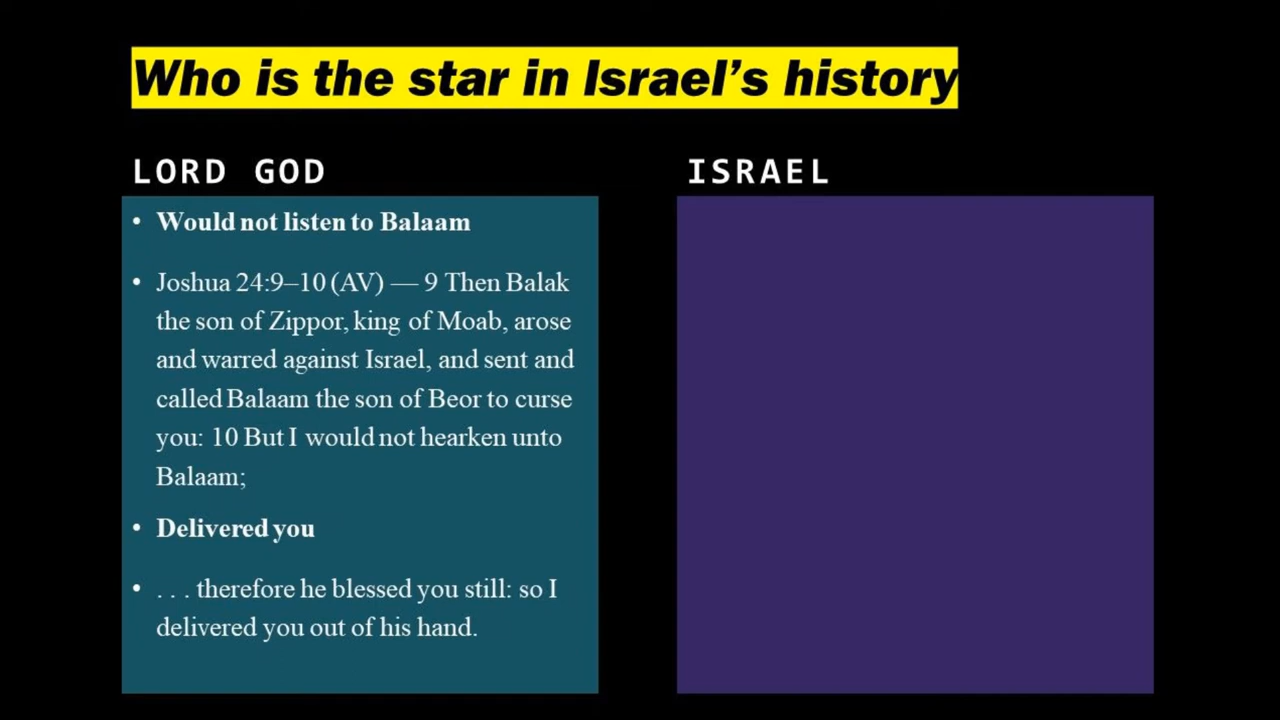 Who is the star in Israel’s history
LORD GOD
• Would not listen to Balaam
• Joshua 24:9–10 (AV) — 9 Then Balak
the son of Zippor, king of Moab, arose
and warred against Israel, and sent and
called Balaam the son of Beor to curse
you: 10 But I would not hearken unto
Balaam;
• Delivered you
• . . . therefore he blessed you still: so I
delivered you out of his hand.
ISRAEL